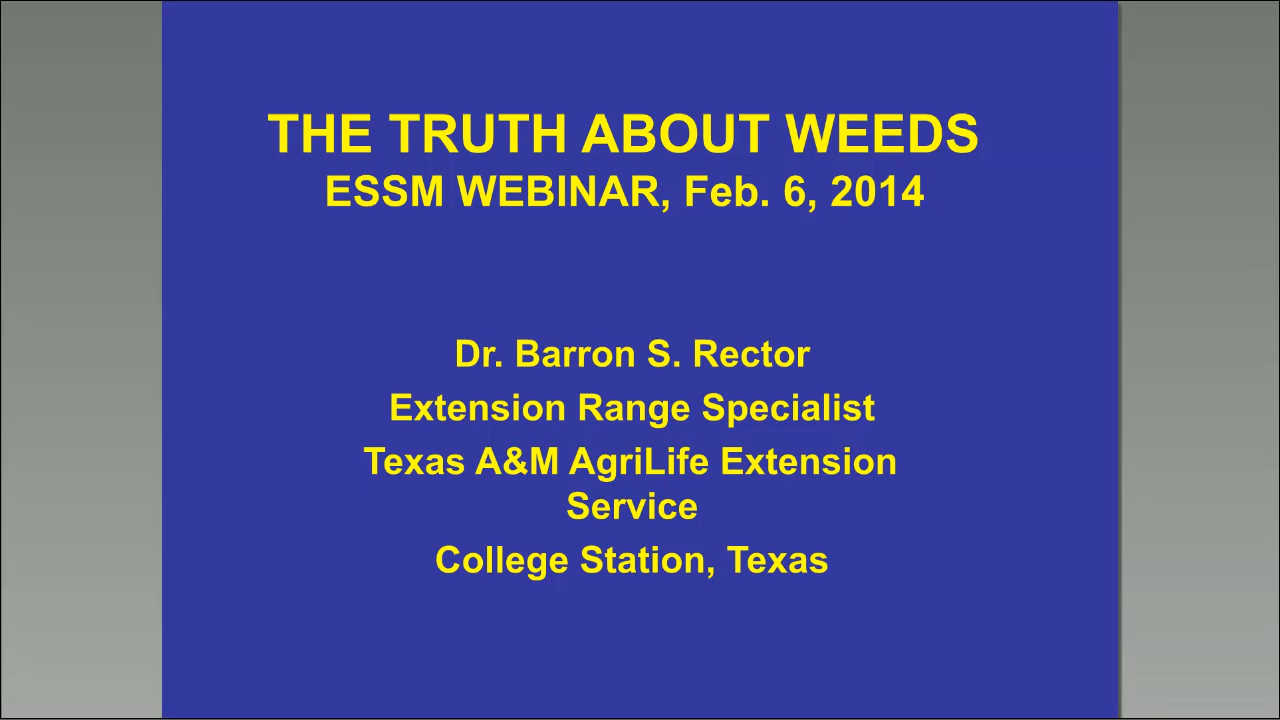 THE TRUTH ABOUT WEEDS
ESSM WEBINAR, Feb. 6, 2014
Dr. Barron S. Rector
Extension Range Specialist
Texas A&M AgriLife Extension
Service
College Station, Texas